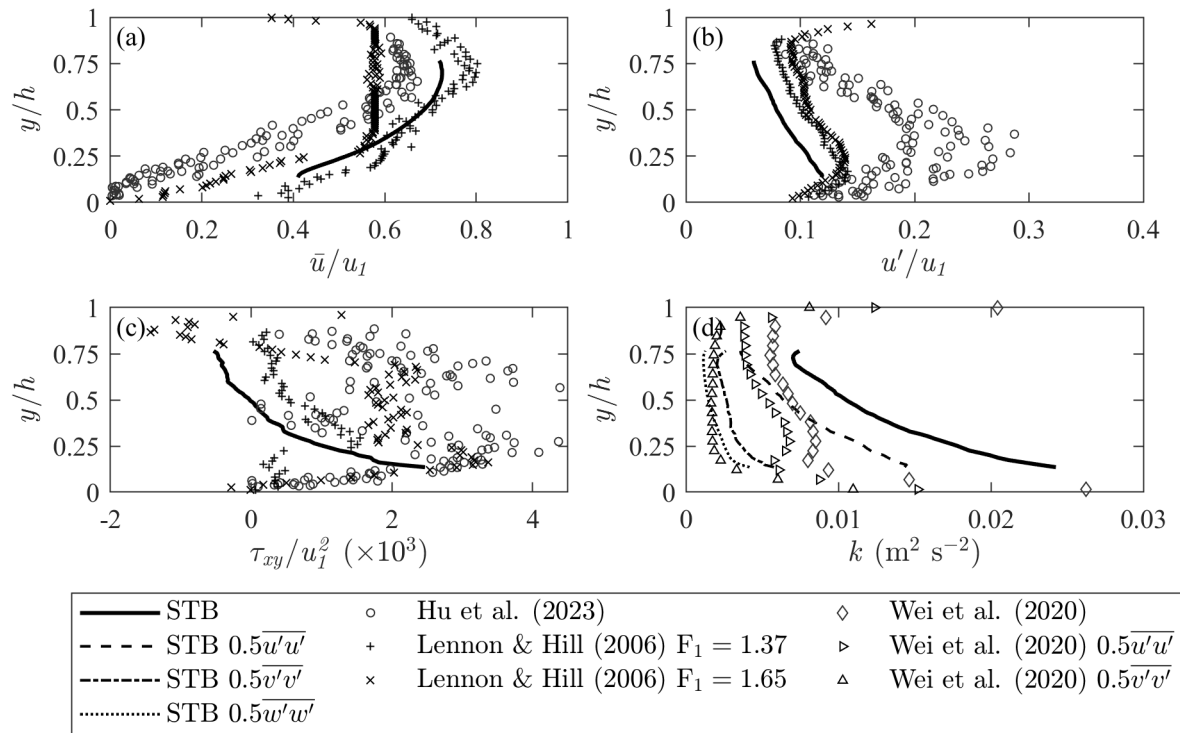 (a)
1
0.75
0.5
0.25
0
y/h
0 0.2 0.4 0.6 0.8 1
ū/u₁
(b)
1
0.75
0.5
0.25
0
y/h
0 0.1 0.2 0.3 0.4
u′/u₁
(c)
1
0.75
0.5
0.25
0
y/h
-2 0 2 4
τxy/u₁² (×10³)
(d)
1
0.75
0.5
0.25
0
y/h
0 0.01 0.02 0.03
k (m² s⁻²)
STB
STB 0.5u′u′
STB 0.5v′v′
STB 0.5w′w′
Hu et al. (2023)
Lennon & Hill (2006) F₁ = 1.37
Lennon & Hill (2006) F₁ = 1.65
Wei et al. (2020)
Wei et al. (2020) 0.5u′u′
Wei et al. (2020) 0.5v′v′